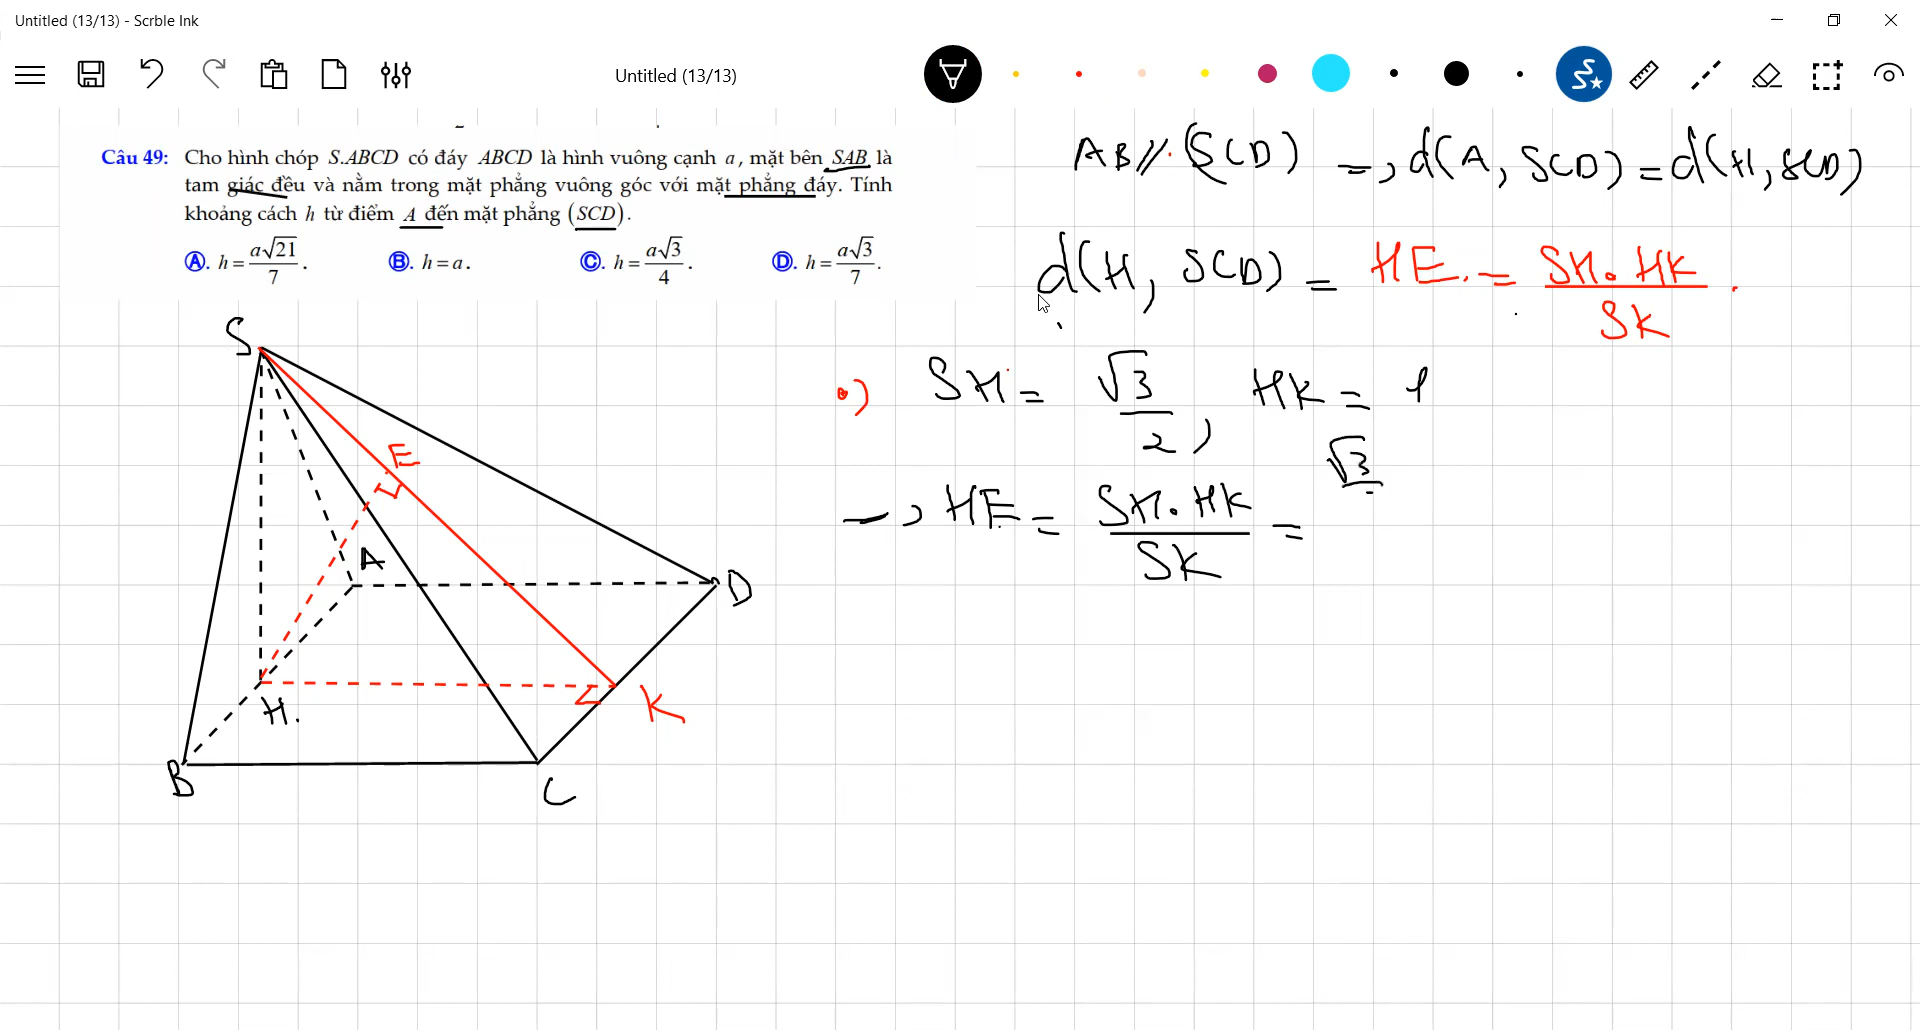 Untitled (13/13) - Scrble Ink
Untitled (13/13)
Câu 49: Cho hình chóp S.ABCD có đáy ABCD là hình vuông cạnh a, mặt bên SAB là
tam giác đều và nằm trong mặt phẳng vuông góc với mặt phẳng đáy. Tính
khoảng cách h từ điểm A đến mặt phẳng (SCD).
A. h = a√21/7. B. h = a. C. h = a√3/4. D. h = a√3/7.
AB // (SCD) => d(A, SCD) = d(H, SCD)
d(H, SCD) = HE = SH.HK/SK.
•) SH = √3/2, HK = 1
-> HE = SH.HK/SK = √3
S
E
A
D
H.
K
B
C